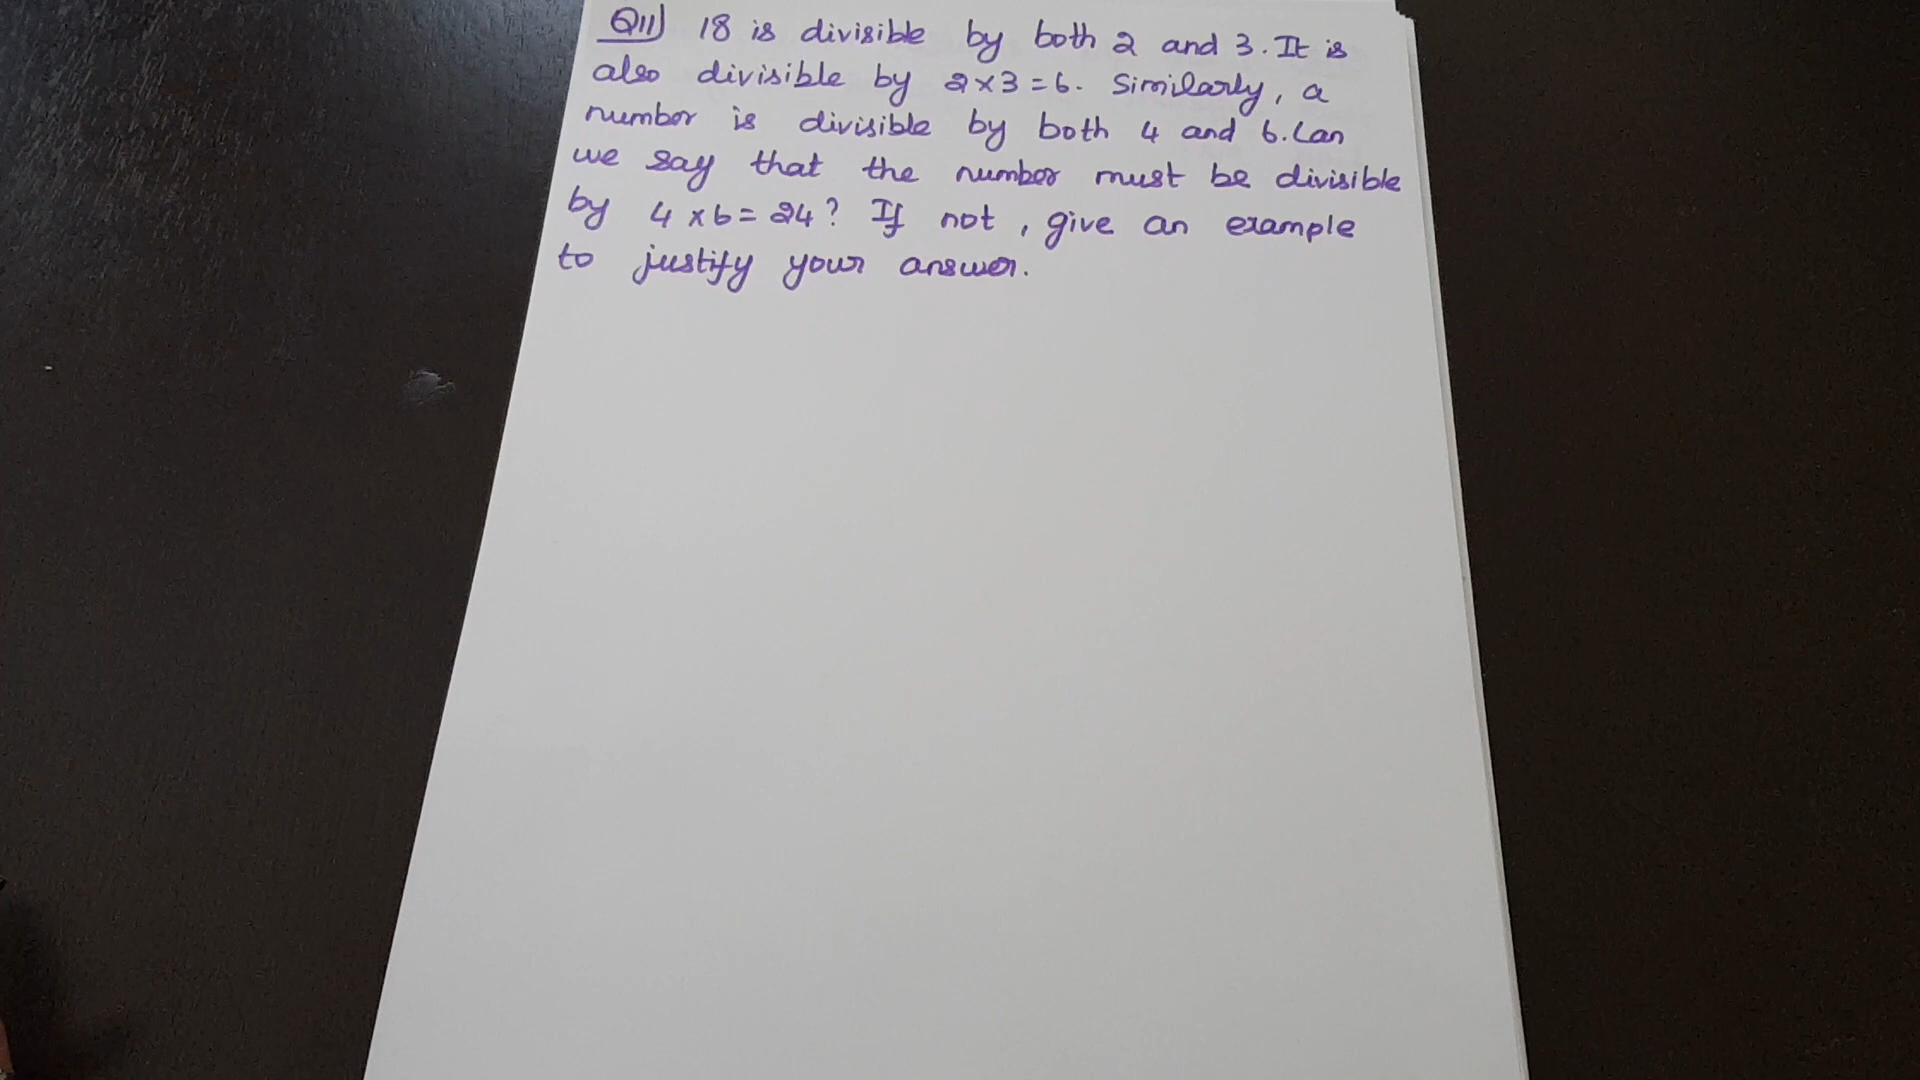 Q11) 18 is divisible by both 2 and 3. It is
also divisible by 2×3=6. Similarly, a
number is divisible by both 4 and 6. Can
we say that the number must be divisible
by 4×6=24? If not, give an example
to justify your answer.